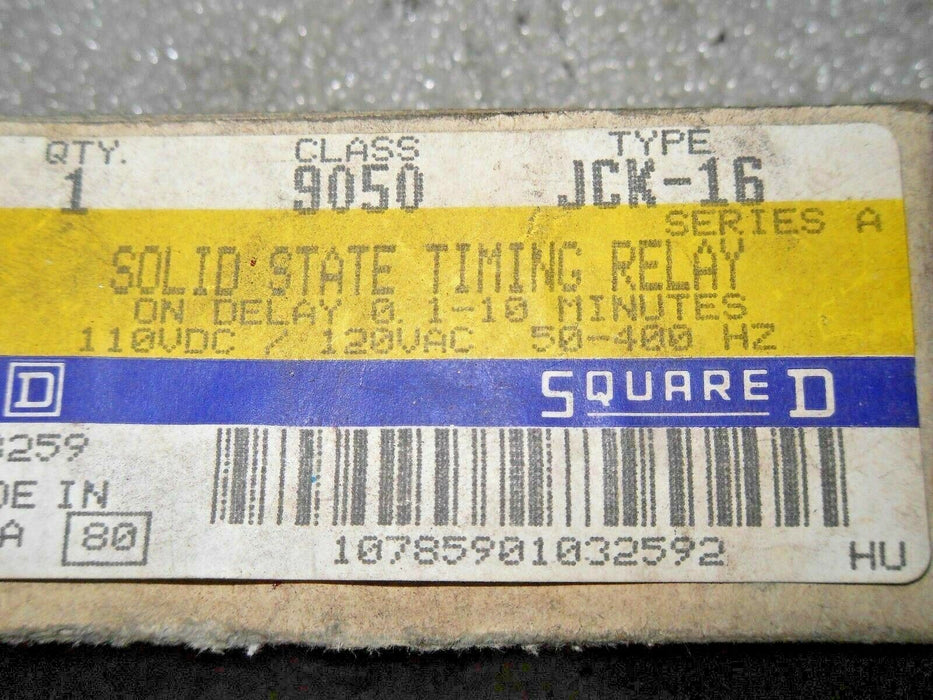 QTY. CLASS TYPE
1 9050 JCK-16
SERIES A
SOLID STATE TIMING RELAY
ON DELAY 0.1-10 MINUTES
110VDC / 120VAC 50-400 HZ
D SQUARE D
3259
DE IN
A 80
10785901032592 HU